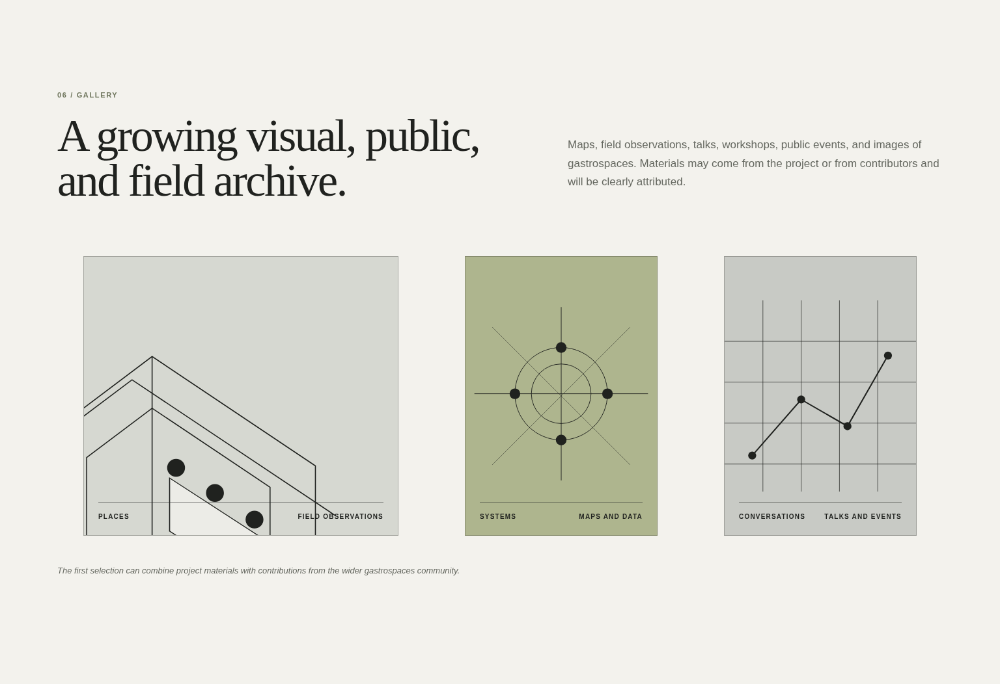 06 / GALLERY
A growing visual, public,
and field archive.
Maps, field observations, talks, workshops, public events, and images of
gastrospaces. Materials may come from the project or from contributors and
will be clearly attributed.
PLACES
FIELD OBSERVATIONS
SYSTEMS
MAPS AND DATA
CONVERSATIONS
TALKS AND EVENTS
The first selection can combine project materials with contributions from the wider gastrospaces community.